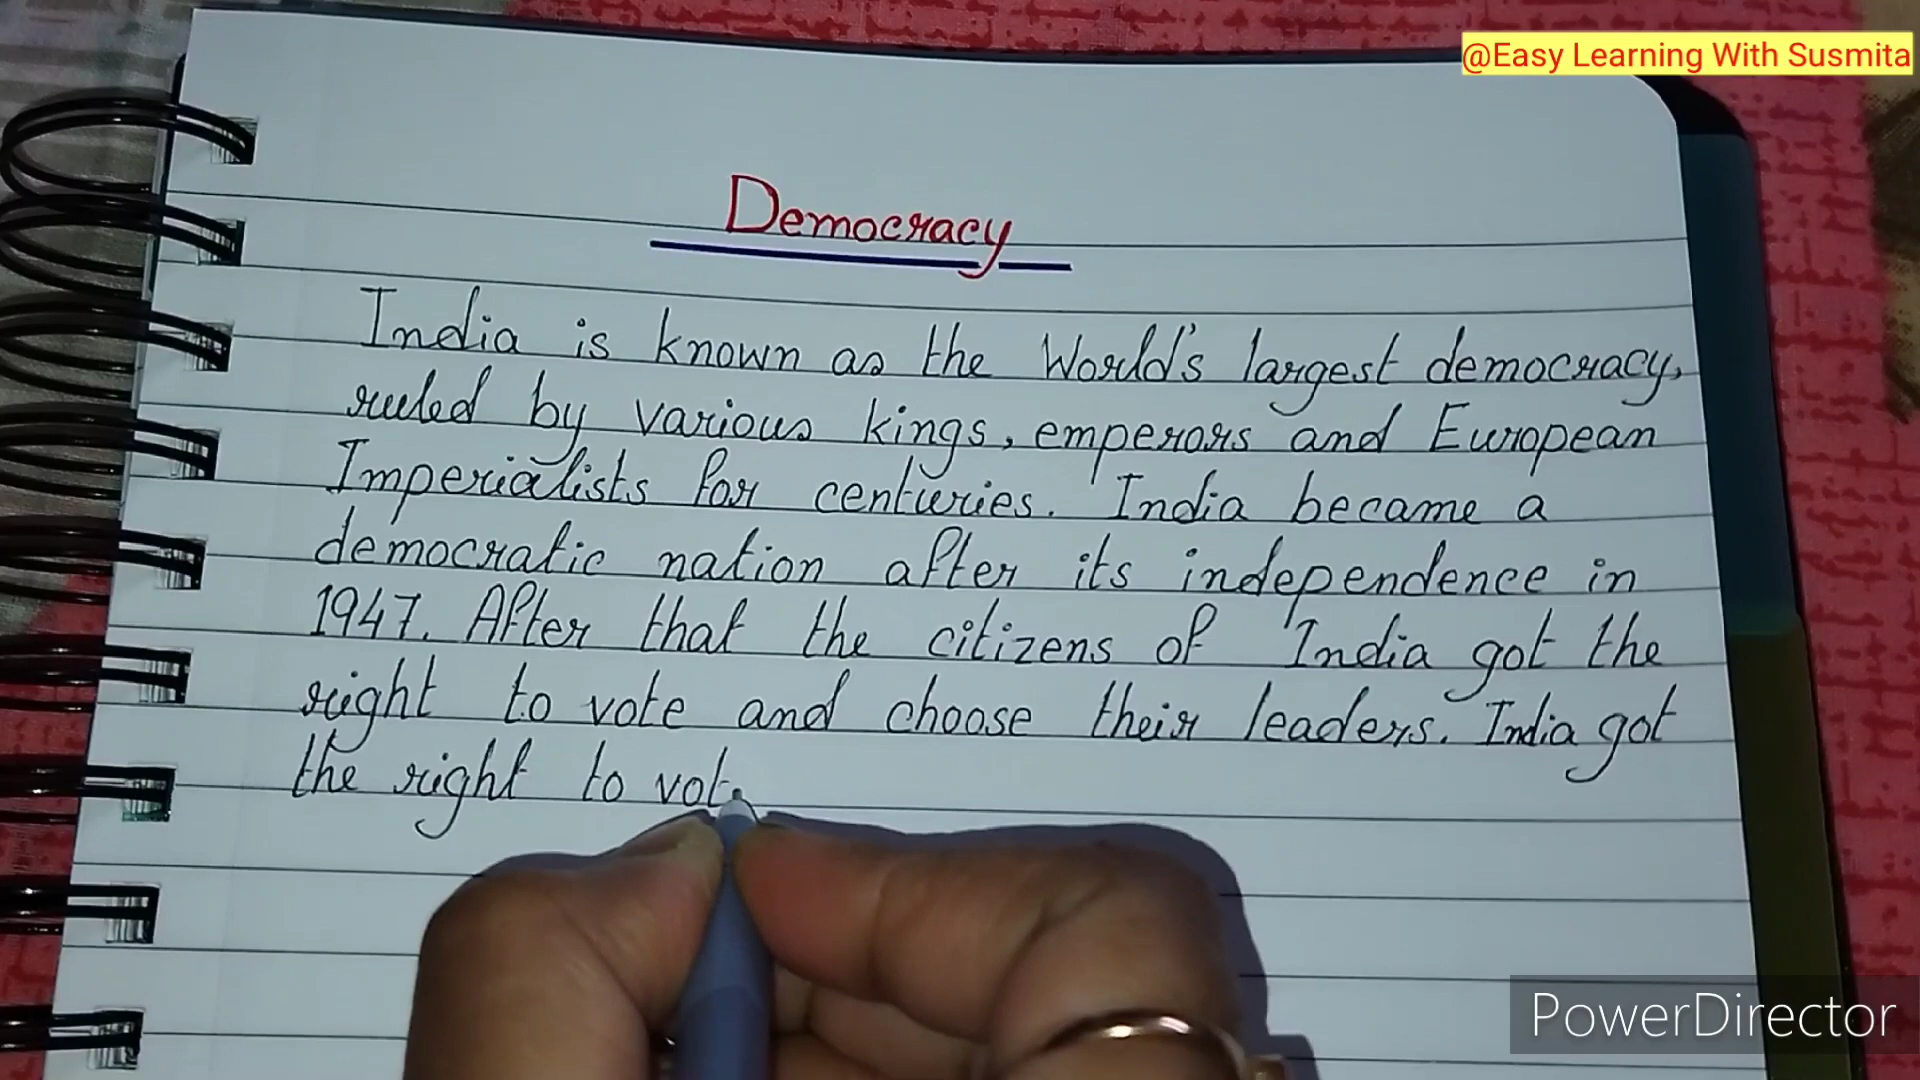 @Easy Learning With Susmita
Democracy
India is known as the World's largest democracy,
ruled by various kings, emperors and European
Imperialists for centuries. India became a
democratic nation after its independence in
1947. After that the citizens of India got the
right to vote and choose their leaders. India got
the right to vot
PowerDirector